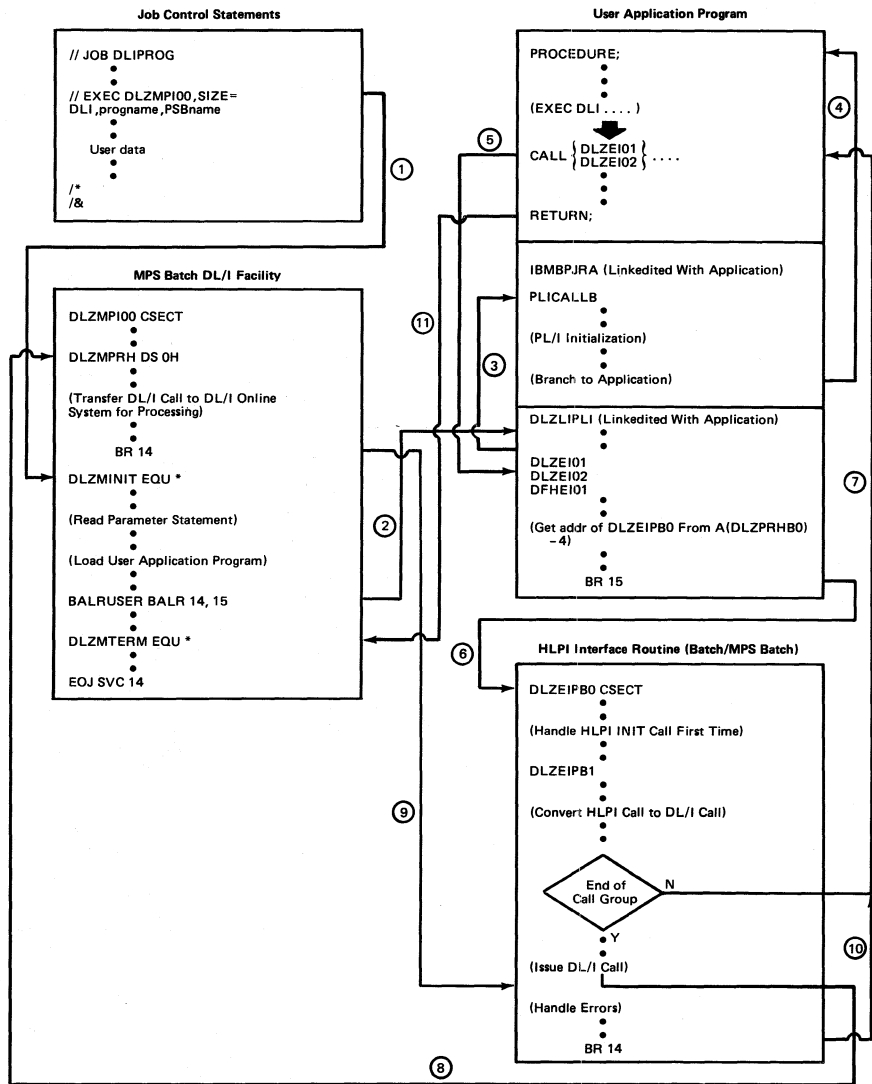 Job Control Statements
// JOB DLIPROG
// EXEC DLZMPI00,SIZE=
DLI,progname,PSBname
User data
/*
/&
1
MPS Batch DL/I Facility
DLZMPI00 CSECT
DLZMPRH DS 0H
(Transfer DL/I Call to DL/I Online
System for Processing)
BR 14
DLZMINIT EQU *
(Read Parameter Statement)
(Load User Application Program)
BALRUSER BALR 14, 15
DLZMTERM EQU *
EOJ SVC 14
2
User Application Program
PROCEDURE;
(EXEC DLI . . . . )
CALL { DLZEI01 } . . . .
DLZEI02
RETURN;
4
5
11
IBMBPJRA (Linkedited With Application)
PLICALLB
(PL/I Initialization)
(Branch to Application)
3
DLZLIPLI (Linkedited With Application)
DLZEI01
DLZEI02
DFHEI01
(Get addr of DLZEIPB0 From A(DLZPRHB0)
–4)
BR 15
7
6
HLPI Interface Routine (Batch/MPS Batch)
DLZEIPB0 CSECT
(Handle HLPI INIT Call First Time)
DLZEIPB1
(Convert HLPI Call to DL/I Call)
End of
Call Group
N
Y
(Issue DL/I Call)
(Handle Errors)
BR 14
9
10
8